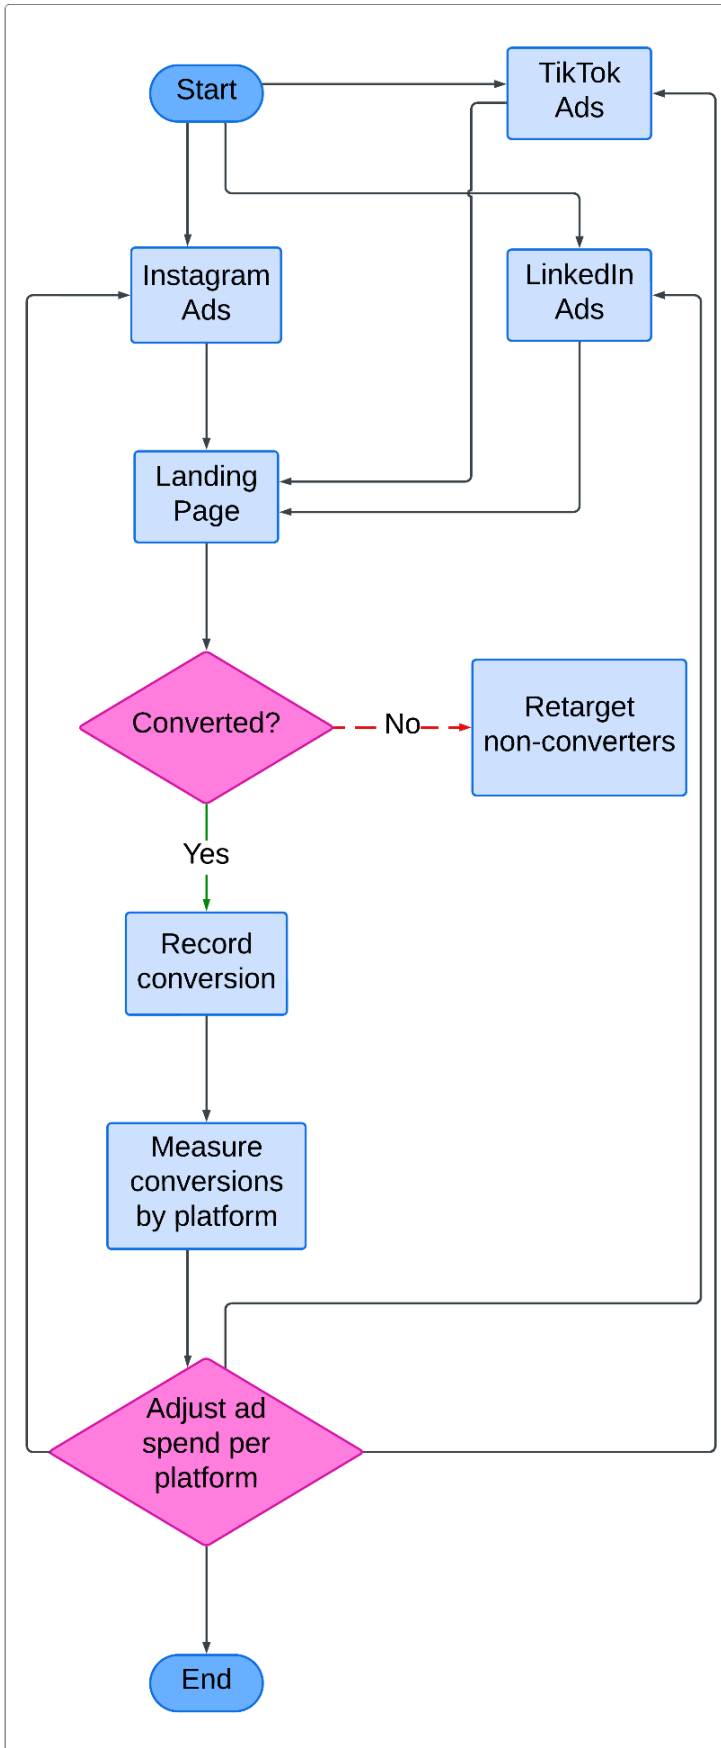 Start
TikTok
Ads
Instagram
Ads
LinkedIn
Ads
Landing
Page
Converted?
No
Retarget
non-converters
Yes
Record
conversion
Measure
conversions
by platform
Adjust ad
spend per
platform
End